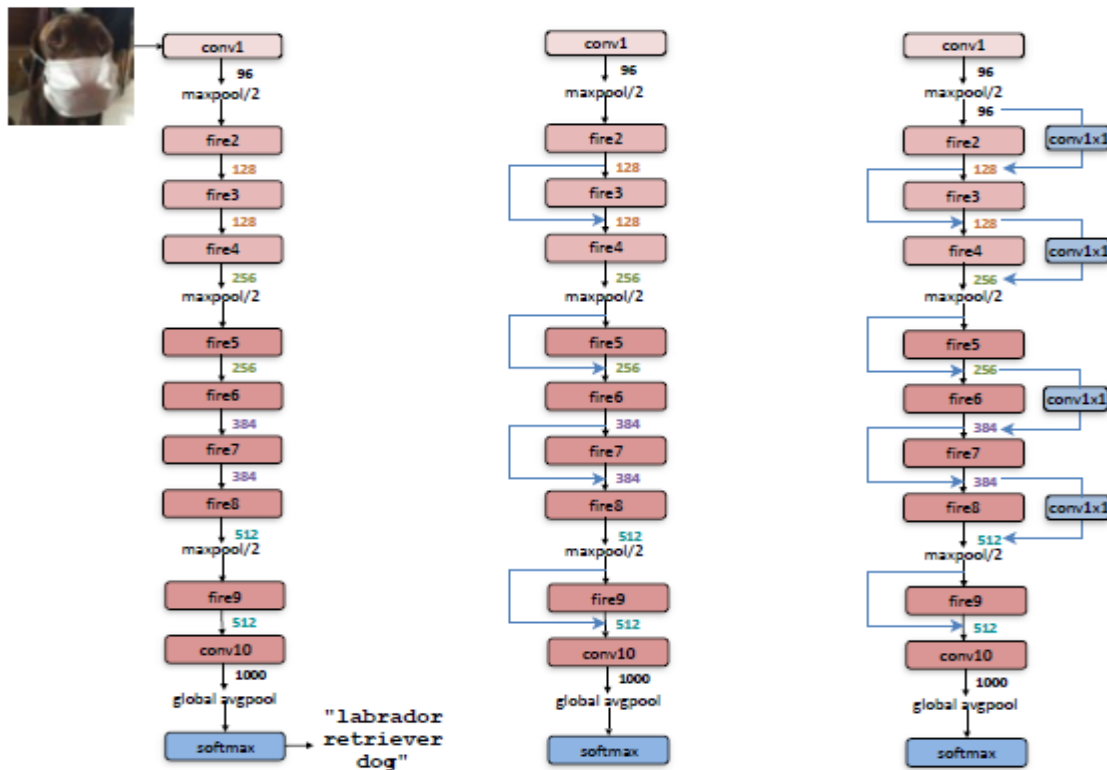 conv1
96
maxpool/2
fire2
128
fire3
128
fire4
256
maxpool/2
fire5
256
fire6
384
fire7
384
fire8
512
maxpool/2
fire9
512
conv10
1000
global avgpool
softmax
"labrador
retriever
dog"
conv1
96
maxpool/2
fire2
128
fire3
128
fire4
256
maxpool/2
fire5
256
fire6
384
fire7
384
fire8
512
maxpool/2
fire9
512
conv10
1000
global avgpool
softmax
conv1
96
maxpool/2
96
conv1x1
fire2
128
fire3
128
fire4
conv1x1
256
maxpool/2
fire5
256
fire6
conv1x1
384
fire7
384
fire8
conv1x1
512
maxpool/2
fire9
512
conv10
1000
global avgpool
softmax